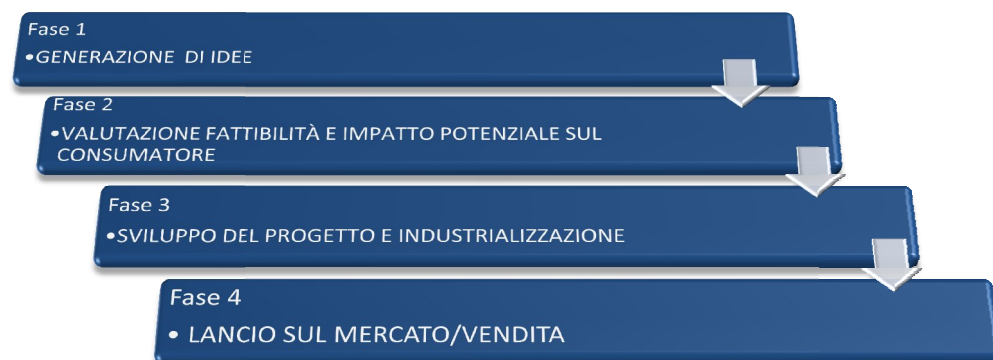 Fase 1
•GENERAZIONE DI IDEE
Fase 2
•VALUTAZIONE FATTIBILITÀ E IMPATTO POTENZIALE SUL
CONSUMATORE
Fase 3
•SVILUPPO DEL PROGETTO E INDUSTRIALIZZAZIONE
Fase 4
• LANCIO SUL MERCATO/VENDITA